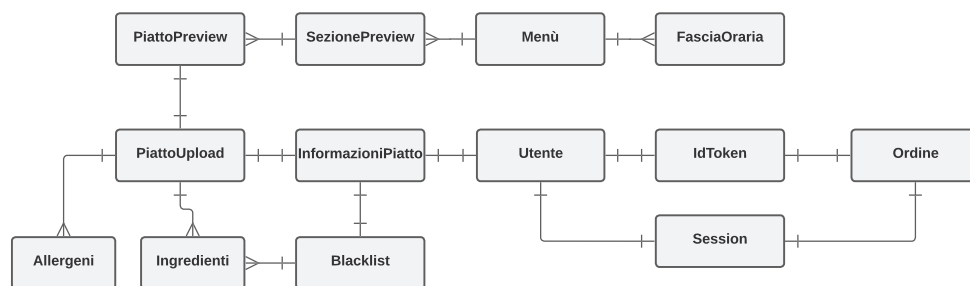 PiattoPreview
SezionePreview
Menù
FasciaOraria
PiattoUpload
InformazioniPiatto
Utente
IdToken
Ordine
Session
Allergeni
Ingredienti
Blacklist